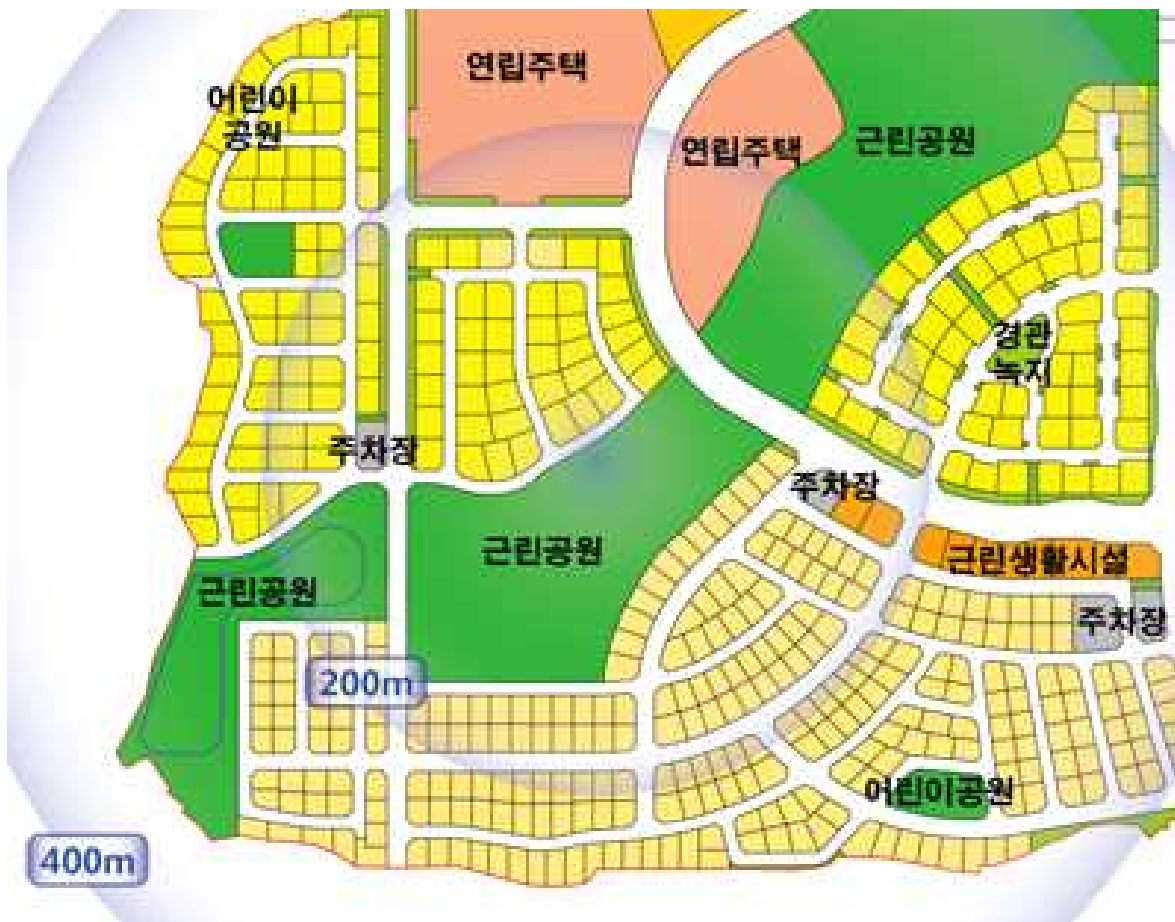 연립주택
어린이
공원
연립주택
근린공원
경관
녹지
주차장
주차장
근린공원
근린생활시설
근린공원
주차장
200m
어린이공원
400m